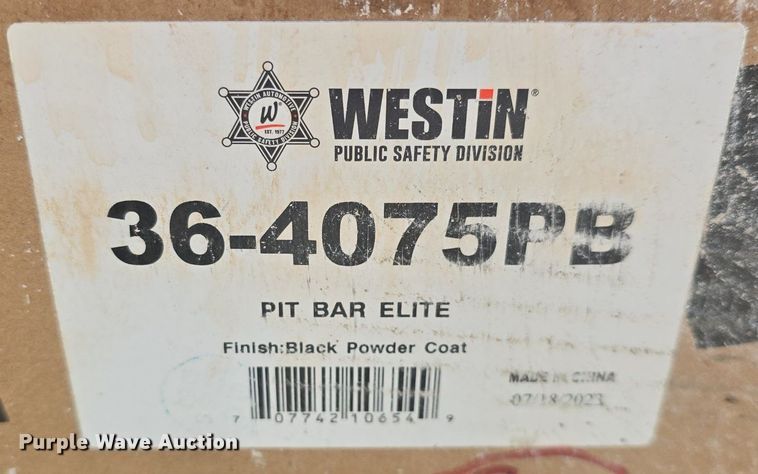 WESTIN AUTOMOTIVE
W
EST. 1977
PUBLIC SAFETY DIVISION
WESTiN®
PUBLIC SAFETY DIVISION
36-4075PB
PIT BAR ELITE
Finish:Black Powder Coat
MADE IN CHINA
07/18/2023
7 07742 10654 9
Purple Wave Auction